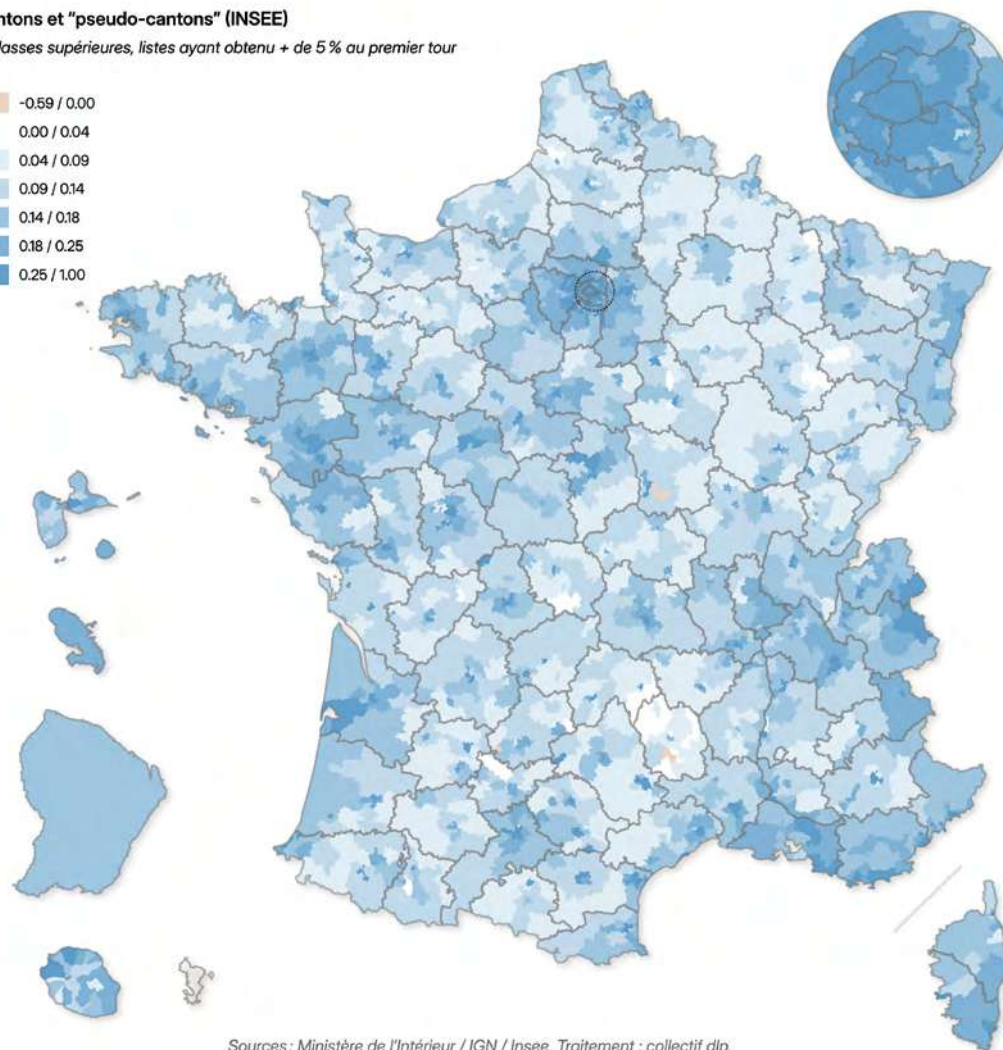 ntons et "pseudo-cantons" (INSEE)
lasses supérieures, listes ayant obtenu + de 5 % au premier tour
-0.59 / 0.00
0.00 / 0.04
0.04 / 0.09
0.09 / 0.14
0.14 / 0.18
0.18 / 0.25
0.25 / 1.00
Sources : Ministère de l'Intérieur / IGN / Insee. Traitement : collectif dlp.